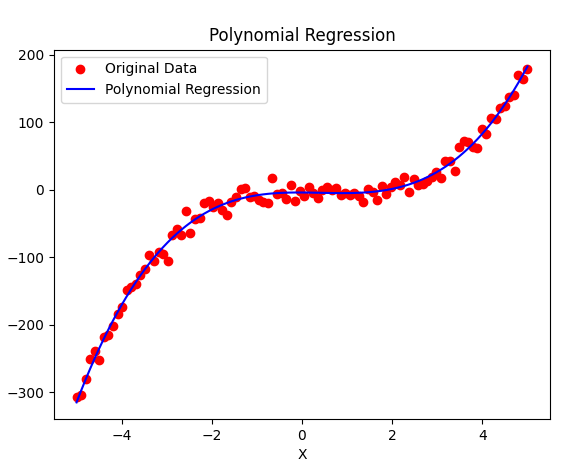 Polynomial Regression
Original Data
Polynomial Regression
200
100
0
−100
−200
−300
−4
−2
0
2
4
X